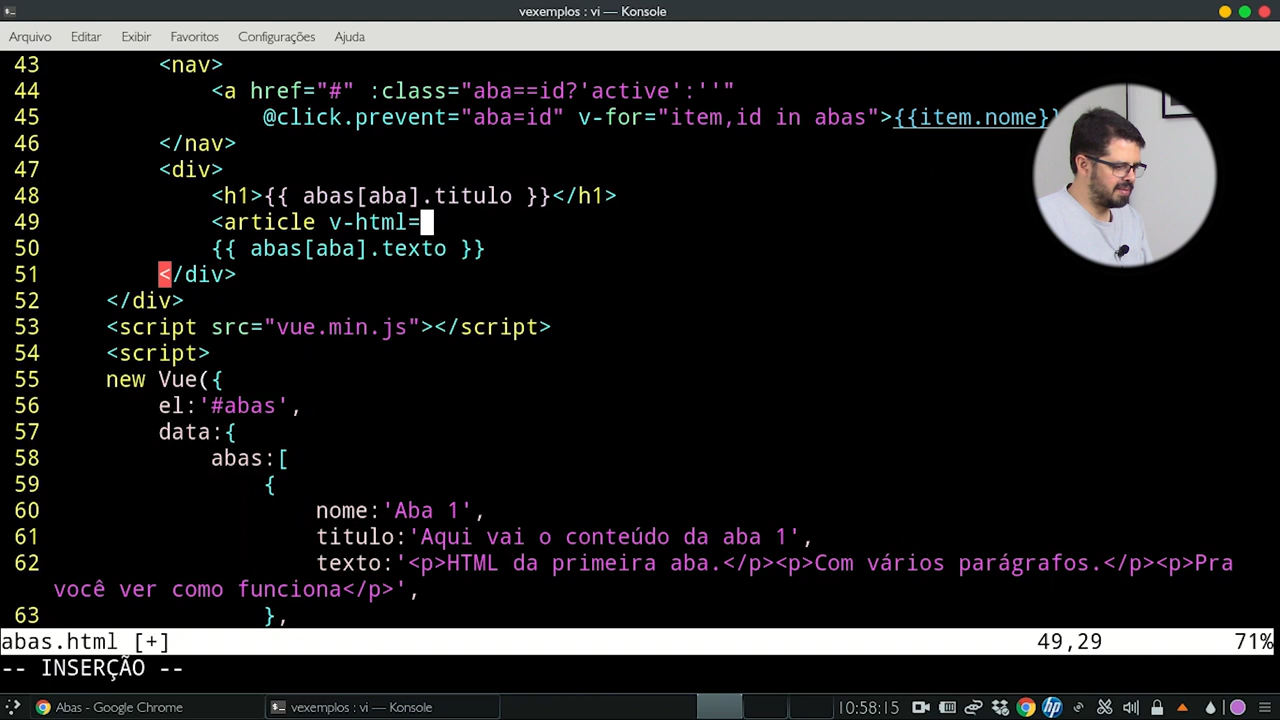 vexemplos : vi — Konsole
Arquivo Editar Exibir Favoritos Configurações Ajuda
43 <nav>
44 <a href="#" :class="aba==id?'active':''"
45 @click.prevent="aba=id" v-for="item,id in abas">{{item.nome}
46 </nav>
47 <div>
48 <h1>{{ abas[aba].titulo }}</h1>
49 <article v-html=
50 {{ abas[aba].texto }}
51 </div>
52 </div>
53 <script src="vue.min.js"></script>
54 <script>
55 new Vue({
56 el:'#abas',
57 data:{
58 abas:[
59 {
60 nome:'Aba 1',
61 titulo:'Aqui vai o conteúdo da aba 1',
62 texto:'<p>HTML da primeira aba.</p><p>Com vários parágrafos.</p><p>Pra
você ver como funciona</p>',
63 },
abas.html [+] 49,29 71%
-- INSERÇÃO --
Abas - Google Chrome vexemplos : vi — Konsole 10:58:15